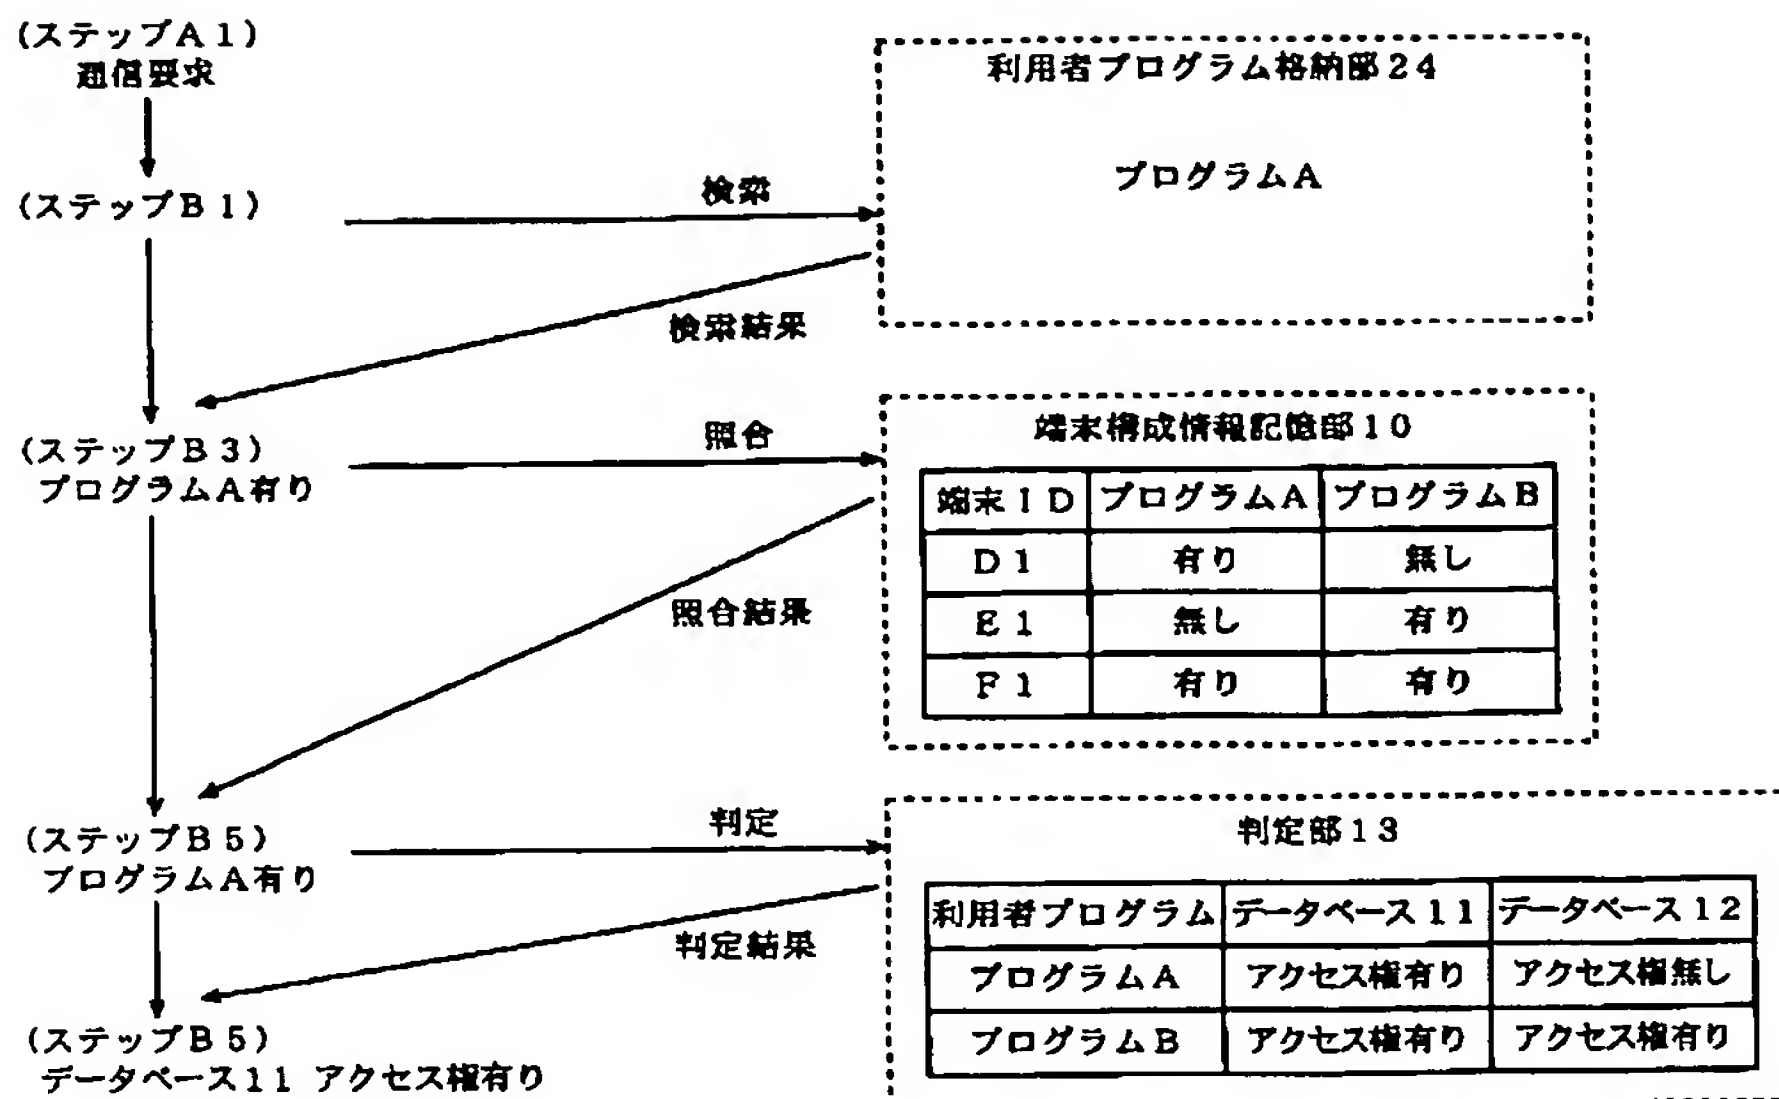 (ステップA1)
通信要求
(ステップB1)
検索
利用者プログラム格納部24
プログラムA
検索結果
(ステップB3)
プログラムA有り
照合
端末構成情報記憶部10
端末ID プログラムA プログラムB
D1 有り 無し
E1 無し 有り
F1 有り 有り
照合結果
(ステップB5)
プログラムA有り
判定
判定部13
利用者プログラム データベース11 データベース12
プログラムA アクセス権有り アクセス権無し
プログラムB アクセス権有り アクセス権有り
判定結果
(ステップB5)
データベース11 アクセス権有り